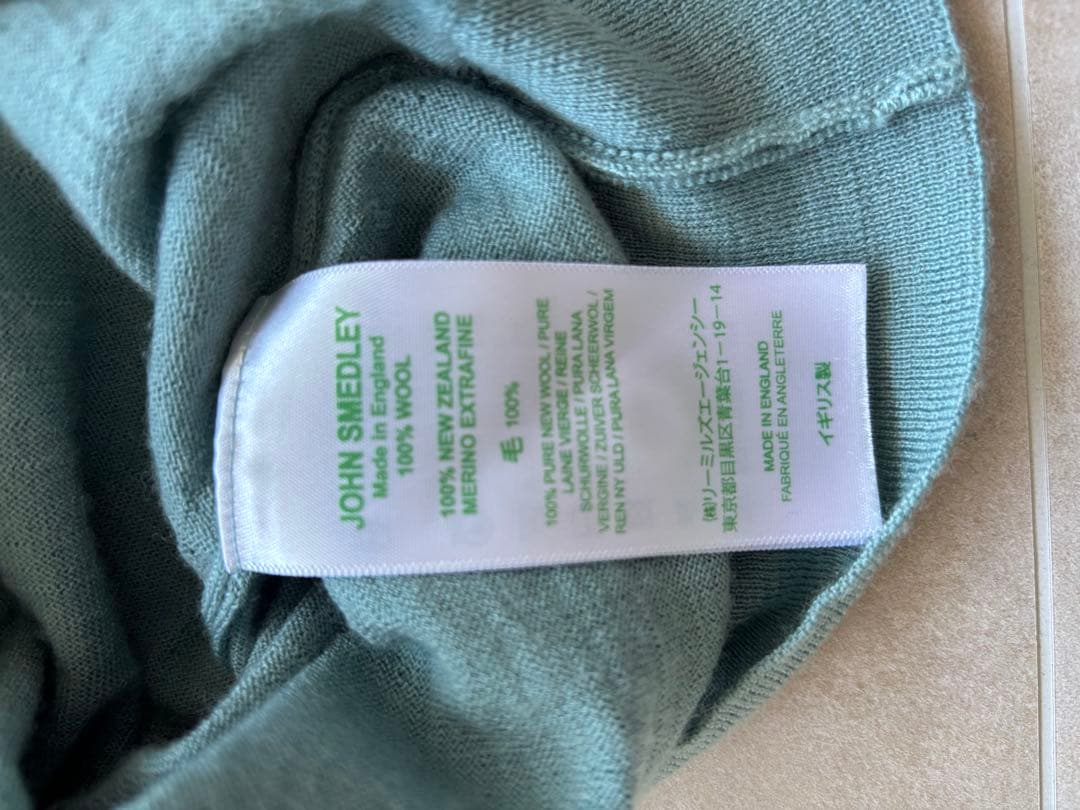 JOHN SMEDLEY
Made in England
100% WOOL
100% NEW ZEALAND
MERINO EXTRAFINE
毛 100%
100% PURE NEW WOOL / PURE
LAINE VIERGE / REINE
SCHURWOLLE / PURA LANA
VERGINE / ZUIVER SCHEERWOL /
REN NY ULD / PURA LANA VIRGEM
㈱リーミルズエージェンシー
東京都目黒区青葉台1-19-14
MADE IN ENGLAND
FABRIQUÉ EN ANGLETERRE
イギリス製